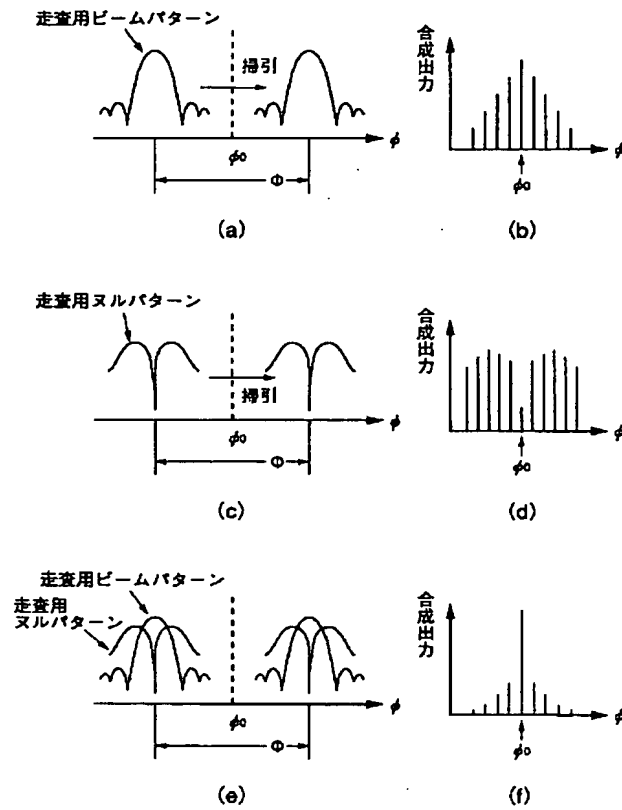 走査用ビームパターン
掃引
φ
φ0
Φ
(a)
合成出力
φ
φ0
(b)
走査用ヌルパターン
掃引
φ
φ0
Φ
(c)
合成出力
φ
φ0
(d)
走査用ビームパターン
走査用
ヌルパターン
φ
φ0
Φ
(e)
合成出力
φ
φ0
(f)